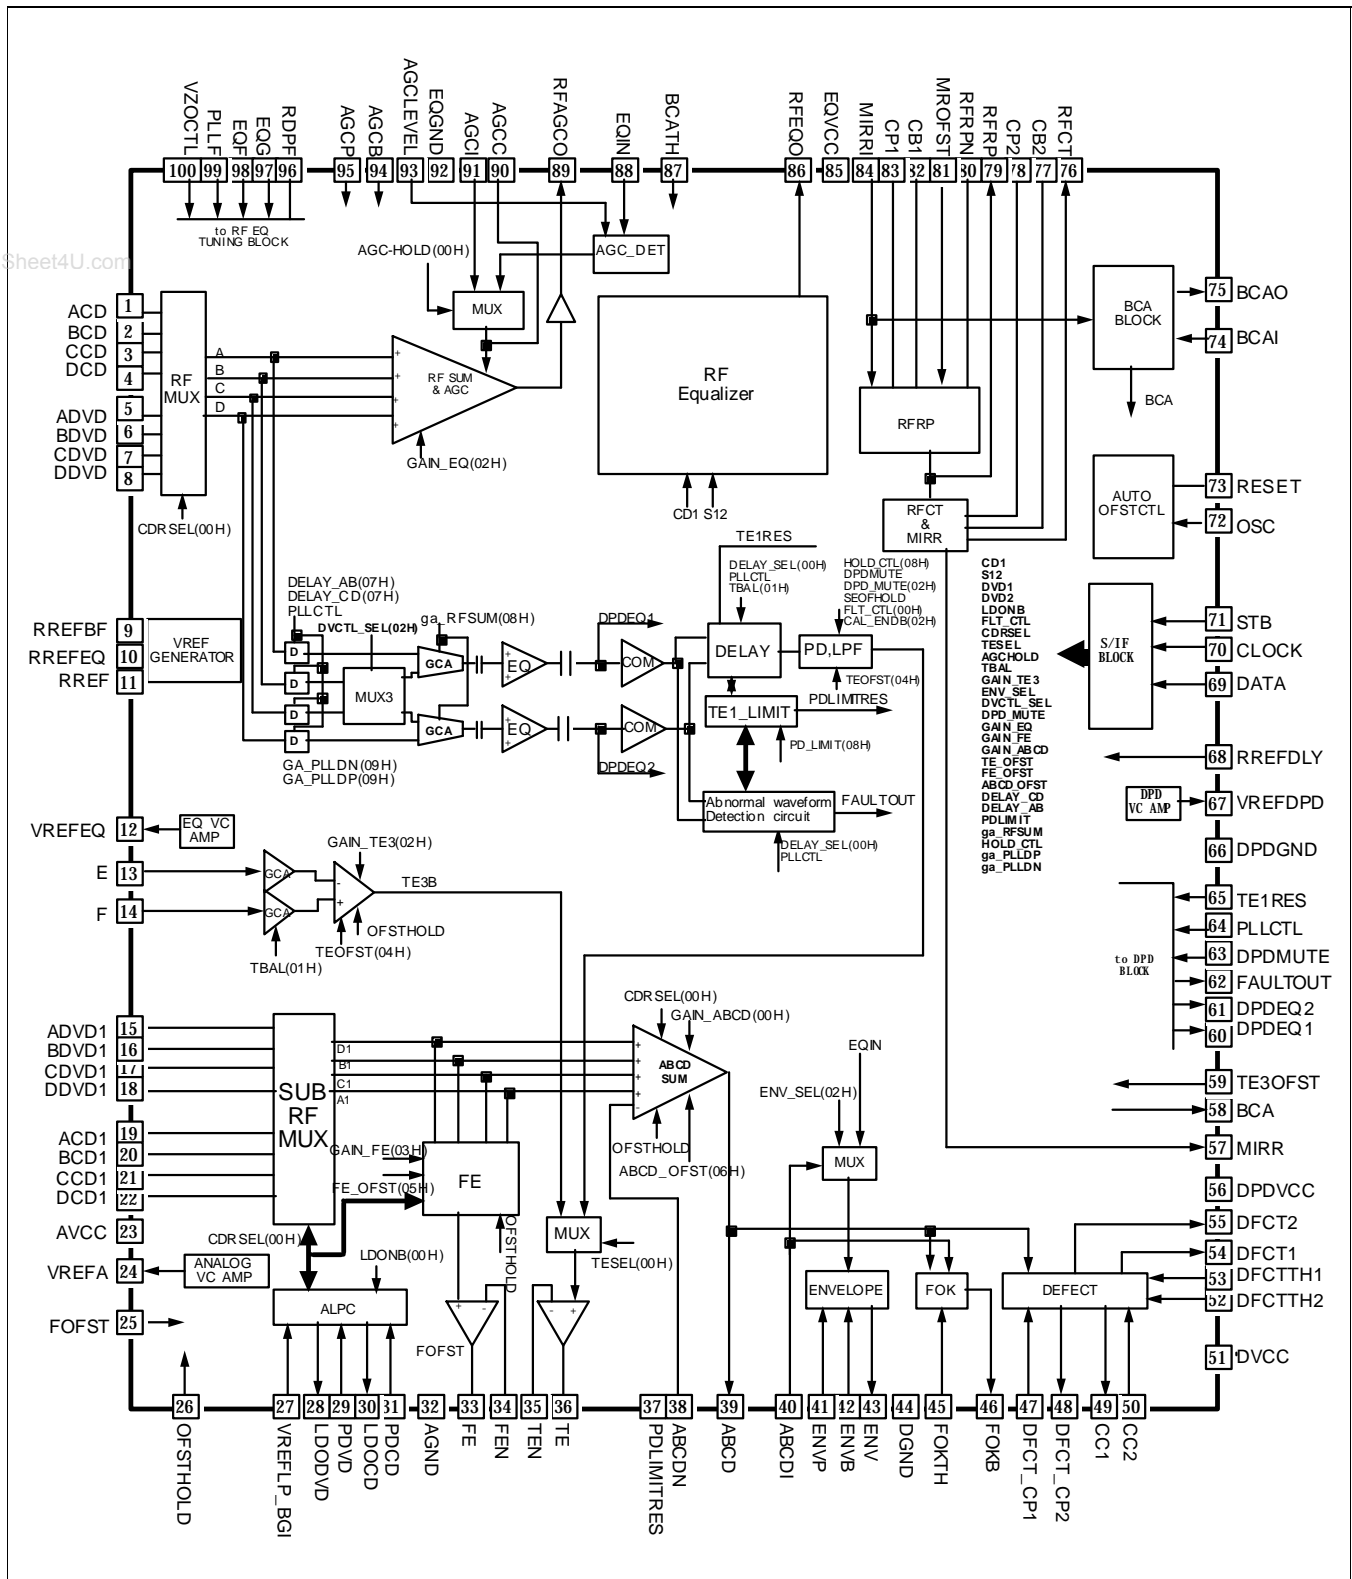 VZOCTL
PLLF
EQF
EQG
RDPF
AGCP
AGCB
AGCLEVEL
EQGND
AGCI
AGCC
RFAGCO
EQIN
BCATH
RFEQO
EQVCC
MIRRI
CP1
CB1
MROFST
RFRPN
RFRP
CP2
CB2
RFCT
100
99
98
97
96
95
94
93
92
91
90
89
88
87
86
85
84
83
82
81
80
79
78
77
76
to RF EQ
TUNING BLOCK
AGC-HOLD(00H)
AGC_DET
MUX
Sheet4U.com
ACD 1
BCD 2
CCD 3
DCD 4
ADVD 5
BDVD 6
CDVD 7
DDVD 8
RF
MUX
A
B
C
D
+
+
+
+
RF SUM
& AGC
GAIN_EQ(02H)
CDRSEL(00H)
RF
Equalizer
CD1 S12
RFRP
RFCT
&
MIRR
BCA
BLOCK
BCA
75 BCAO
74 BCAI
AUTO
OFSTCTL
73 RESET
72 OSC
TE1RES
DELAY_SEL(00H)
PLLCTL
TBAL(01H)
HOLD_CTL(08H)
DPDMUTE
DPD_MUTE(02H)
SEOFHOLD
FLT_CTL(00H)
CAL_ENDB(02H)
DELAY_AB(07H)
DELAY_CD(07H)
PLLCTL
DVCTL_SEL(02H)
ga_RFSUM(08H)
RREFBF 9
RREFEQ 10
RREF 11
VREF
GENERATOR
D
D
D
D
MUX3
GCA
GCA
+
EQ
+
EQ
DPDEQ1
DPDEQ2
COM
COM
DELAY
PD,LPF
TEOFST(04H)
TE1_LIMIT
PDLIMITRES
PD_LIMIT(08H)
Abnormal waveform
Detection circuit
FAULTOUT
DELAY_SEL(00H)
PLLCTL
GA_PLLDN(09H)
GA_PLLDP(09H)
CD1
S12
DVD1
DVD2
LDONB
FLT_CTL
CDRSEL
TESEL
AGCHOLD
TBAL
GAIN_TE3
ENV_SEL
DVCTL_SEL
DPD_MUTE
GAIN_EQ
GAIN_FE
GAIN_ABCD
TE_OFST
FE_OFST
ABCD_OFST
DELAY_CD
DELAY_AB
PDLIMIT
ga_RFSUM
HOLD_CTL
ga_PLLDP
ga_PLLDN
S/IF
BLOCK
71 STB
70 CLOCK
69 DATA
68 RREFDLY
DPD
VC AMP
67 VREFDPD
66 DPDGND
to DPD
BLOCK
65 TE1RES
64 PLLCTL
63 DPDMUTE
62 FAULTOUT
61 DPDEQ2
60 DPDEQ1
59 TE3OFST
58 BCA
57 MIRR
56 DPDVCC
55 DFCT2
54 DFCT1
53 DFCTTH1
52 DFCTTH2
51 DVCC
VREFEQ 12
EQ VC
AMP
E 13
F 14
GCA
GCA
-
+
GAIN_TE3(02H)
TE3B
OFSTHOLD
TEOFST(04H)
TBAL(01H)
ADVD1 15
BDVD1 16
CDVD1 17
DDVD1 18
ACD1 19
BCD1 20
CCD1 21
DCD1 22
AVCC 23
VREFA 24
FOFST 25
SUB
RF
MUX
D1
B1
C1
A1
CDRSEL(00H)
GAIN_ABCD(00H)
+
+
+
+
-
ABCD
SUM
OFSTHOLD
ABCD_OFST(06H)
GAIN_FE(03H)
FE_OFST(05H)
FE
OFSTHOLD
EQIN
ENV_SEL(02H)
MUX
MUX
TESEL(00H)
CDRSEL(00H)
LDONB(00H)
ANALOG
VC AMP
ALPC
+ -
FOFST
- +
ENVELOPE
FOK
DEFECT
26
27
28
29
30
31
32
33
34
35
36
37
38
39
40
41
42
43
44
45
46
47
48
49
50
OFSTHOLD
VREFLP_BGI
LDODVD
PDVD
LDOCD
PDCD
AGND
FE
FEN
TEN
TE
PDLIMITRES
ABCDN
ABCD
ABCDI
ENVP
ENVB
ENV
DGND
FOKTH
FOKB
DFCT_CP1
DFCT_CP2
CC1
CC2